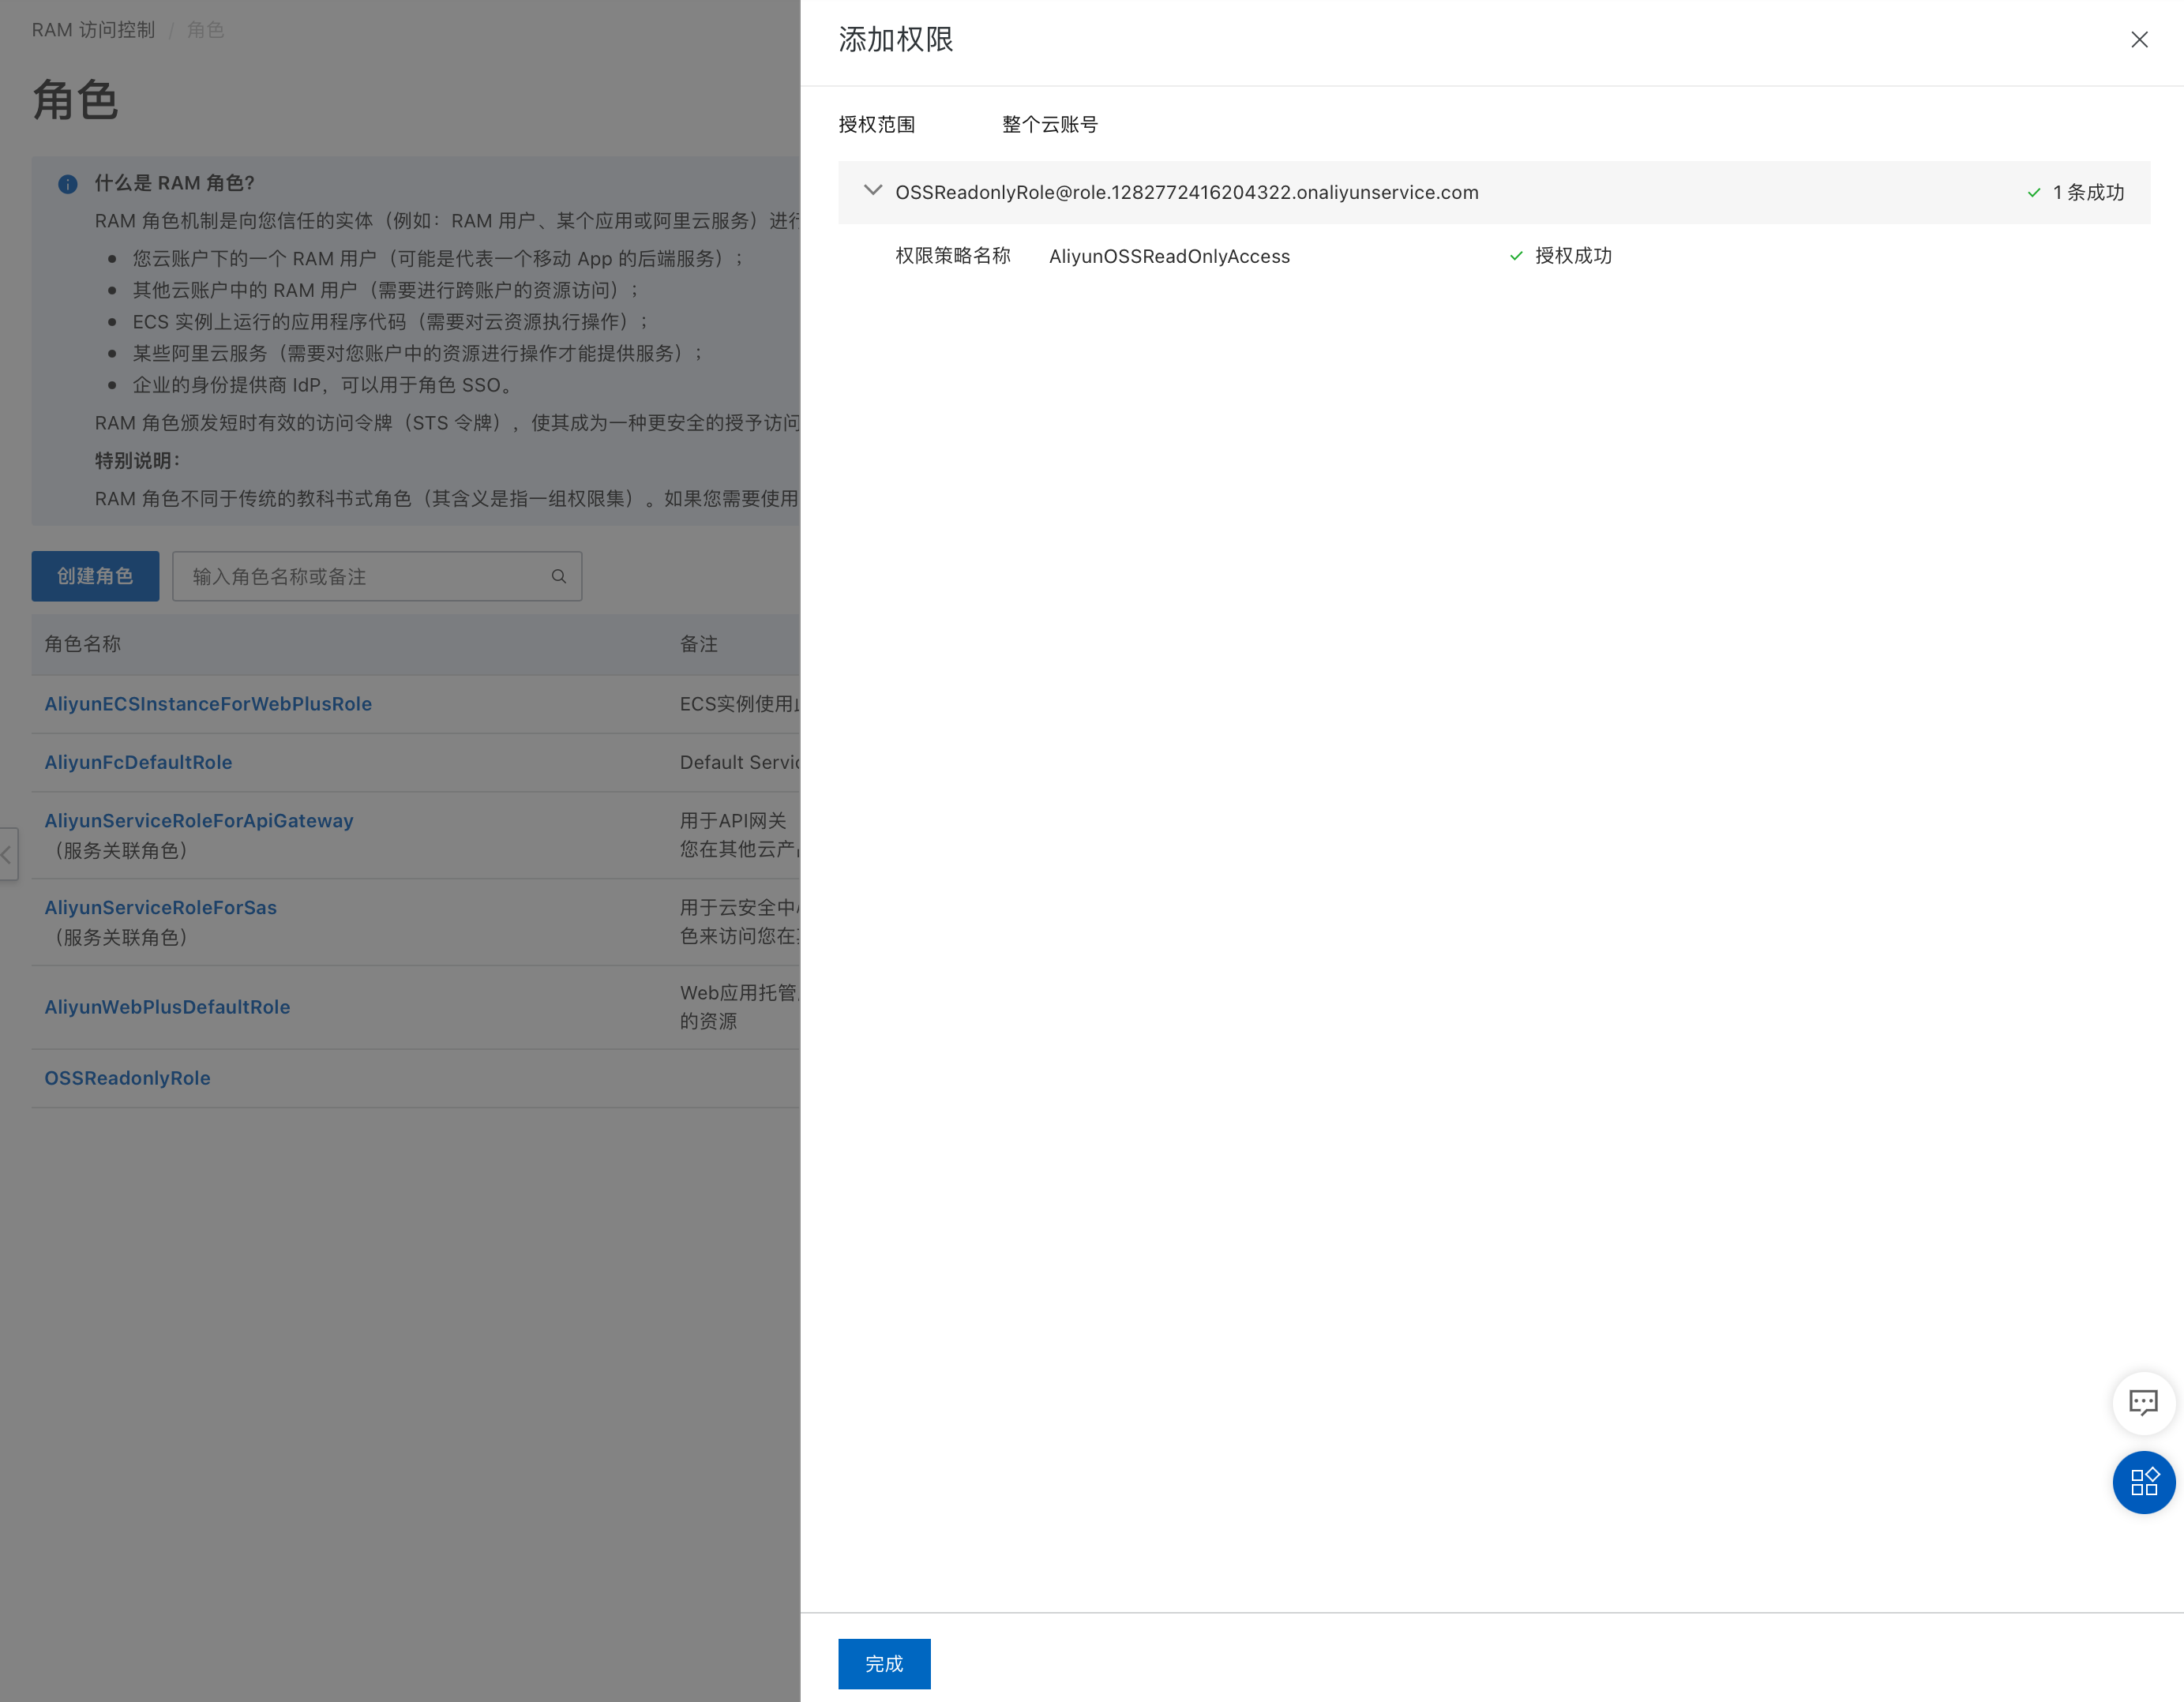 RAM 访问控制 / 角色
角色
什么是 RAM 角色?
RAM 角色机制是向您信任的实体（例如：RAM 用户、某个应用或阿里云服务）进行
您云账户下的一个 RAM 用户（可能是代表一个移动 App 的后端服务）；
其他云账户中的 RAM 用户（需要进行跨账户的资源访问）；
ECS 实例上运行的应用程序代码（需要对云资源执行操作）；
某些阿里云服务（需要对您账户中的资源进行操作才能提供服务）；
企业的身份提供商 IdP，可以用于角色 SSO。
RAM 角色颁发短时有效的访问令牌（STS 令牌），使其成为一种更安全的授予访问
特别说明：
RAM 角色不同于传统的教科书式角色（其含义是指一组权限集）。如果您需要使用
创建角色
输入角色名称或备注
角色名称 备注
AliyunECSInstanceForWebPlusRole ECS实例使用
AliyunFcDefaultRole Default Servic
AliyunServiceRoleForApiGateway
（服务关联角色）
用于API网关
您在其他云产
AliyunServiceRoleForSas
（服务关联角色）
用于云安全中
色来访问您在
AliyunWebPlusDefaultRole
Web应用托管
的资源
OSSReadonlyRole
添加权限
授权范围 整个云账号
OSSReadonlyRole@role.1282772416204322.onaliyunservice.com 1 条成功
权限策略名称 AliyunOSSReadOnlyAccess 授权成功
完成